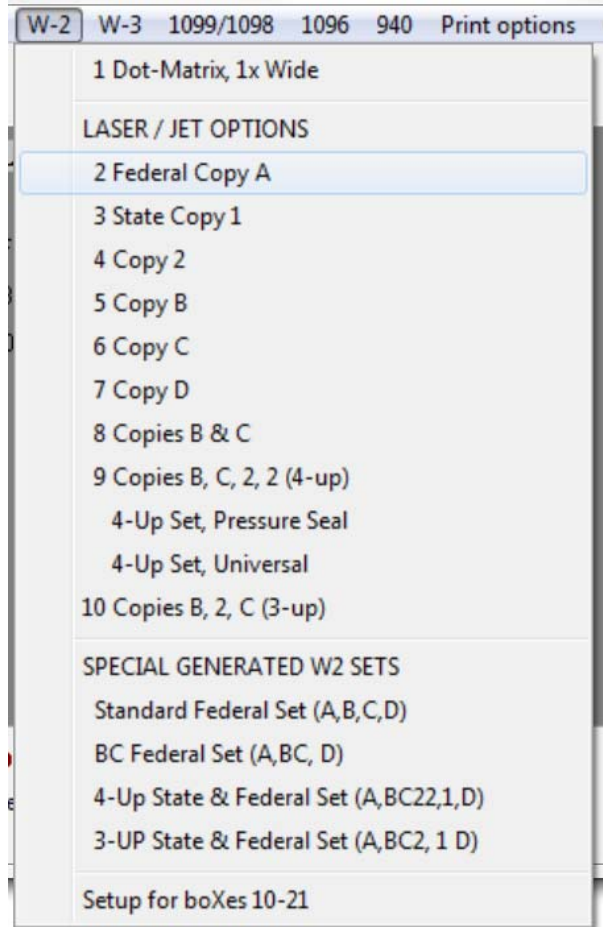 W-2 W-3 1099/1098 1096 940 Print options
1 Dot-Matrix, 1x Wide
LASER / JET OPTIONS
2 Federal Copy A
3 State Copy 1
4 Copy 2
5 Copy B
6 Copy C
7 Copy D
8 Copies B & C
9 Copies B, C, 2, 2 (4-up)
4-Up Set, Pressure Seal
4-Up Set, Universal
10 Copies B, 2, C (3-up)
SPECIAL GENERATED W2 SETS
Standard Federal Set (A,B,C,D)
BC Federal Set (A,BC, D)
4-Up State & Federal Set (A,BC22,1,D)
3-UP State & Federal Set (A,BC2, 1 D)
Setup for boXes 10-21